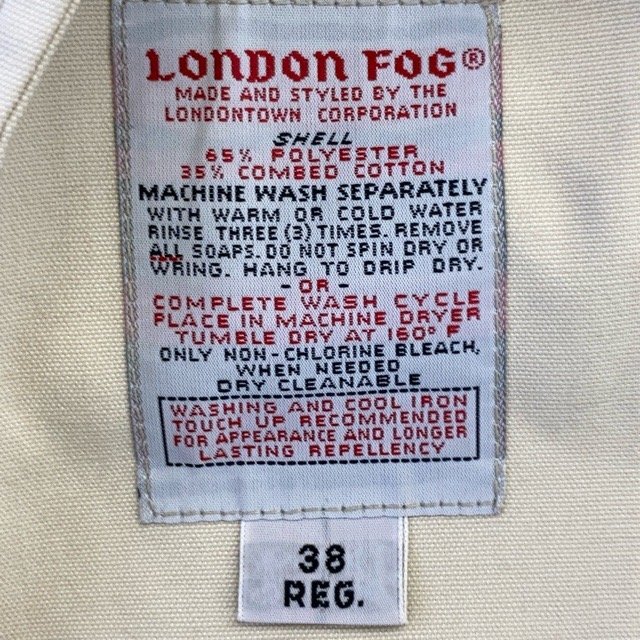 LONDON FOG®
MADE AND STYLED BY THE
LONDONTOWN CORPORATION
SHELL
65% POLYESTER
35% COMBED COTTON
MACHINE WASH SEPARATELY
WITH WARM OR COLD WATER
RINSE THREE (3) TIMES. REMOVE
ALL SOAPS. DO NOT SPIN DRY OR
WRING. HANG TO DRIP DRY.
- OR -
COMPLETE WASH CYCLE
PLACE IN MACHINE DRYER
TUMBLE DRY AT 160° F
ONLY NON-CHLORINE BLEACH,
WHEN NEEDED
DRY CLEANABLE
WASHING AND COOL IRON
TOUCH UP RECOMMENDED
FOR APPEARANCE AND LONGER
LASTING REPELLENCY
38
REG.